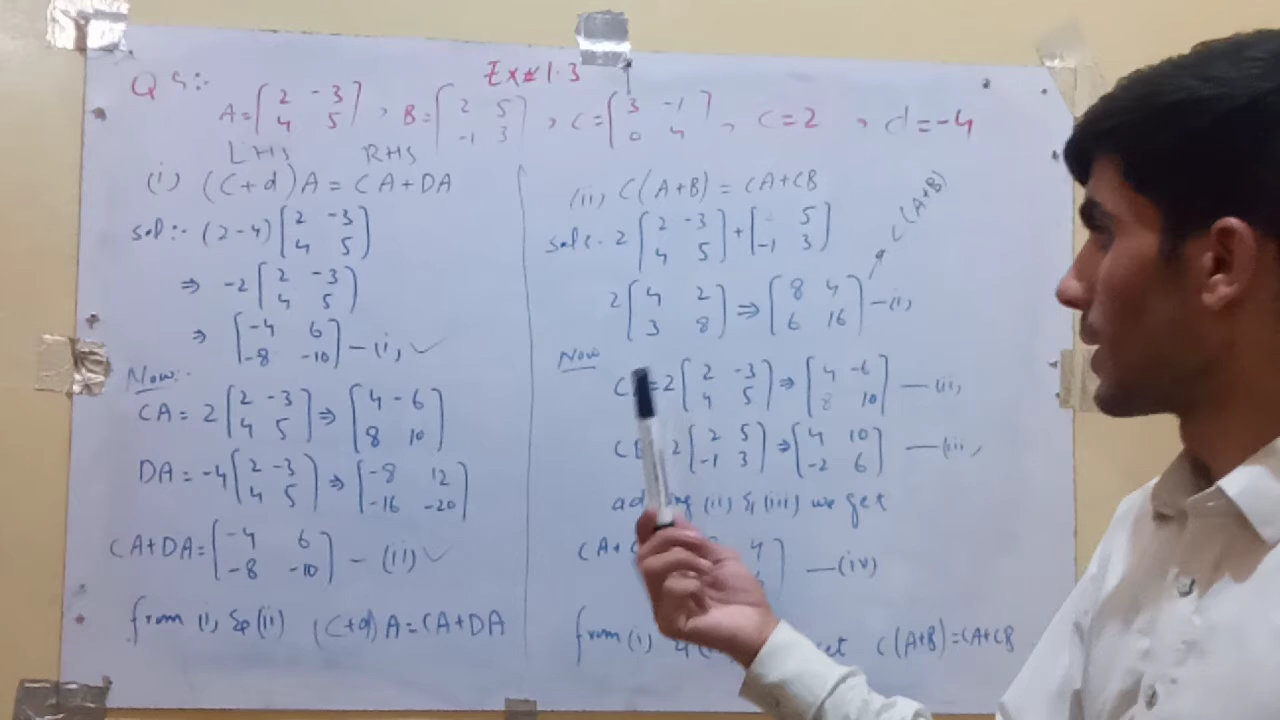 Ex# 1.3
Q 5:-
A=[2 -3 4 5] , B=[2 5 -1 3] , C=[3 -1 0 4] , C=2 , d=-4
LHS RHS
(i) (C+d)A = CA+DA
sol:- (2-4)[2 -3 4 5]
⇒ -2[2 -3 4 5]
⇒ [-4 6 -8 -10] -(i) ✓
Now:-
CA = 2[2 -3 4 5] ⇒ [4 -6 8 10]
DA = -4[2 -3 4 5] ⇒ [-8 12 -16 -20]
CA+DA = [-4 6 -8 -10] - (ii) ✓
from (i) & (ii) (C+d)A = CA+DA
(ii) C(A+B) = CA+CB
sol:- 2[2 -3 4 5] + [5 -1 3]
→ C(A+B)
2[4 2 3 8] ⇒ [8 4 6 16] -(i)
Now
=2[2 -3 4 5] ⇒ [4 -6 8 10] —(ii)
2[2 5 -1 3] ⇒ [4 10 -2 6] —(iii)
(ii) & (iii) we get
4 —(iv)
from (i) & C(A+B)=CA+CB